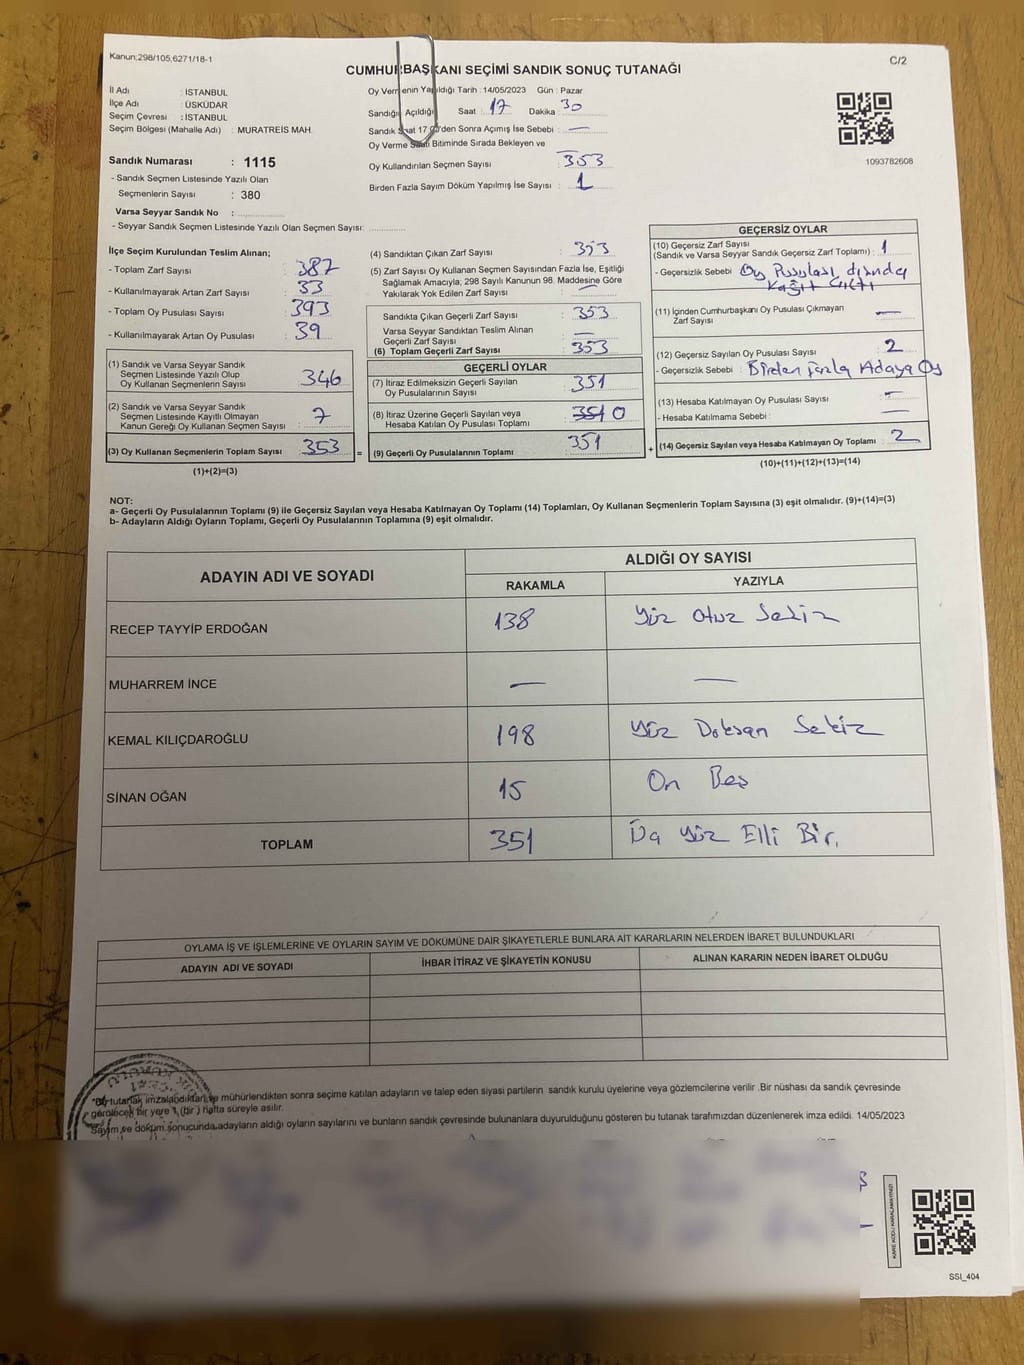 Kanun:298/105,6271/18-1
C/2
CUMHURBAŞKANI SEÇİMİ SANDIK SONUÇ TUTANAĞI
İl Adı : İSTANBUL
İlçe Adı : ÜSKÜDAR
Seçim Çevresi : İSTANBUL
Seçim Bölgesi (Mahalle Adı) : MURATREİS MAH.
Sandık Numarası : 1115
- Sandık Seçmen Listesinde Yazılı Olan
Seçmenlerin Sayısı : 380
Varsa Seyyar Sandık No :
- Seyyar Sandık Seçmen Listesinde Yazılı Olan Seçmen Sayısı:
Oy Vermenin Yapıldığı Tarih : 14/05/2023 Gün : Pazar
Sandığın Açıldığı Saat : 17 Dakika : 30
Sandık Saat 17:00'den Sonra Açımış İse Sebebi : —
Oy Verme Saati Bitiminde Sırada Bekleyen ve —
Oy Kullandırılan Seçmen Sayısı : 353
Birden Fazla Sayım Döküm Yapılmış İse Sayısı : 1
1093782608
İlçe Seçim Kurulundan Teslim Alınan;
- Toplam Zarf Sayısı : 387
- Kullanılmayarak Artan Zarf Sayısı : 33
- Toplam Oy Pusulası Sayısı : 393
- Kullanılmayarak Artan Oy Pusulası : 39
(1) Sandık ve Varsa Seyyar Sandık
Seçmen Listesinde Yazılı Olup
Oy Kullanan Seçmenlerin Sayısı : 346
(2) Sandık ve Varsa Seyyar Sandık
Seçmen Listesinde Kayıtlı Olmayan
Kanun Gereği Oy Kullanan Seçmen Sayısı : 7
(3) Oy Kullanan Seçmenlerin Toplam Sayısı : 353 =
(1)+(2)=(3)
(4) Sandıktan Çıkan Zarf Sayısı : 353
(5) Zarf Sayısı Oy Kullanan Seçmen Sayısından Fazla İse, Eşitliği
Sağlamak Amacıyla; 298 Sayılı Kanunun 98. Maddesine Göre
Yakılarak Yok Edilen Zarf Sayısı : —
Sandıkta Çıkan Geçerli Zarf Sayısı : 353
Varsa Seyyar Sandıktan Teslim Alınan
Geçerli Zarf Sayısı : —
(6) Toplam Geçerli Zarf Sayısı : 353
GEÇERLİ OYLAR
(7) İtiraz Edilmeksizin Geçerli Sayılan
Oy Pusulalarının Sayısı : 351
(8) İtiraz Üzerine Geçerli Sayılan veya
Hesaba Katılan Oy Pusulası Toplamı : 351 0
(9) Geçerli Oy Pusulalarının Toplamı : 351 +
GEÇERSİZ OYLAR
(10) Geçersiz Zarf Sayısı
(Sandık ve Varsa Seyyar Sandık Geçersiz Zarf Toplamı) : 1
- Geçersizlik Sebebi : Oy Pusulası dışında
Kağıt Çıktı
(11) İçinden Cumhurbaşkanı Oy Pusulası Çıkmayan
Zarf Sayısı : —
(12) Geçersiz Sayılan Oy Pusulası Sayısı : 2
- Geçersizlik Sebebi : Birden fazla Adaya Oy
(13) Hesaba Katılmayan Oy Pusulası Sayısı : —
- Hesaba Katılmama Sebebi : —
(14) Geçersiz Sayılan veya Hesaba Katılmayan Oy Toplamı : 2
(10)+(11)+(12)+(13)=(14)
NOT:
a- Geçerli Oy Pusulalarının Toplamı (9) ile Geçersiz Sayılan veya Hesaba Katılmayan Oy Toplamı (14) Toplamları, Oy Kullanan Seçmenlerin Toplam Sayısına (3) eşit olmalıdır. (9)+(14)=(3)
b- Adayların Aldığı Oyların Toplamı, Geçerli Oy Pusulalarının Toplamına (9) eşit olmalıdır.
ADAYIN ADI VE SOYADI
ALDIĞI OY SAYISI
RAKAMLA YAZIYLA
RECEP TAYYİP ERDOĞAN 138 Yüz Otuz Sekiz
MUHARREM İNCE — —
KEMAL KILIÇDAROĞLU 198 Yüz Doksan Sekiz
SİNAN OĞAN 15 On Beş
TOPLAM 351 Üç Yüz Elli Bir.
OYLAMA İŞ VE İŞLEMLERİNE VE OYLARIN SAYIM VE DÖKÜMÜNE DAİR ŞİKAYETLERLE BUNLARA AİT KARARLARIN NELERDEN İBARET BULUNDUKLARI
ADAYIN ADI VE SOYADI İHBAR İTİRAZ VE ŞİKAYETİN KONUSU ALINAN KARARIN NEDEN İBARET OLDUĞU
"Bu tutanak imzalandıktan ve mühürlendikten sonra seçime katılan adayların ve talep eden siyasi partilerin sandık kurulu üyelerine veya gözlemcilerine verilir .Bir nüshası da sandık çevresinde
görülecek bir yere 1 (bir ) hafta süreyle asılır.
Sayım ve döküm sonucunda,adayların aldığı oyların sayılarını ve bunların sandık çevresinde bulunanlara duyurulduğunu gösteren bu tutanak tarafımızdan düzenlenerek imza edildi. 14/05/2023
KARE KODU KARALAMAYINIZ!
SSI_404